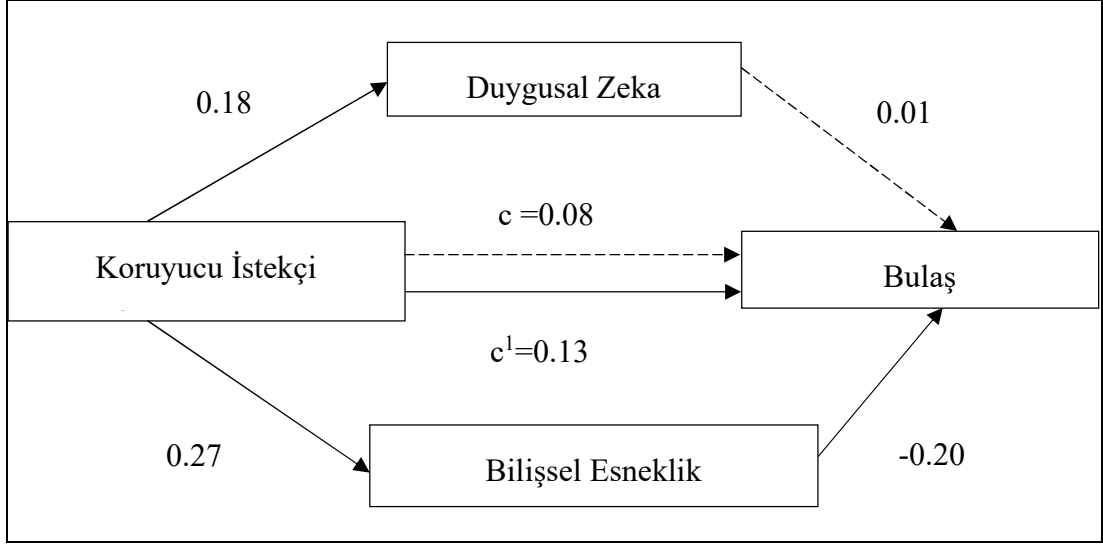 Duygusal Zeka
0.18
0.01
c =0.08
Koruyucu İstekçi
Bulaş
c¹=0.13
0.27
Bilişsel Esneklik
-0.20